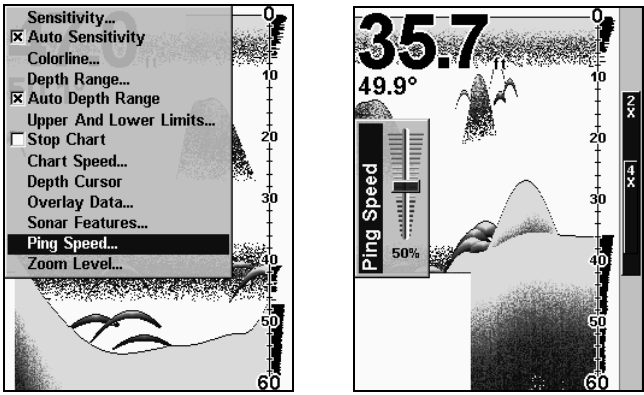 Sensitivity...
Auto Sensitivity
Colorline...
Depth Range...
Auto Depth Range
Upper And Lower Limits...
Stop Chart
Chart Speed...
Depth Cursor
Overlay Data...
Sonar Features...
Ping Speed...
Zoom Level...
0
10
20
30
40
50
60
35.7
ft
49.9°
Ping Speed
50%
0
10
20
30
40
50
60
2
X
4
X